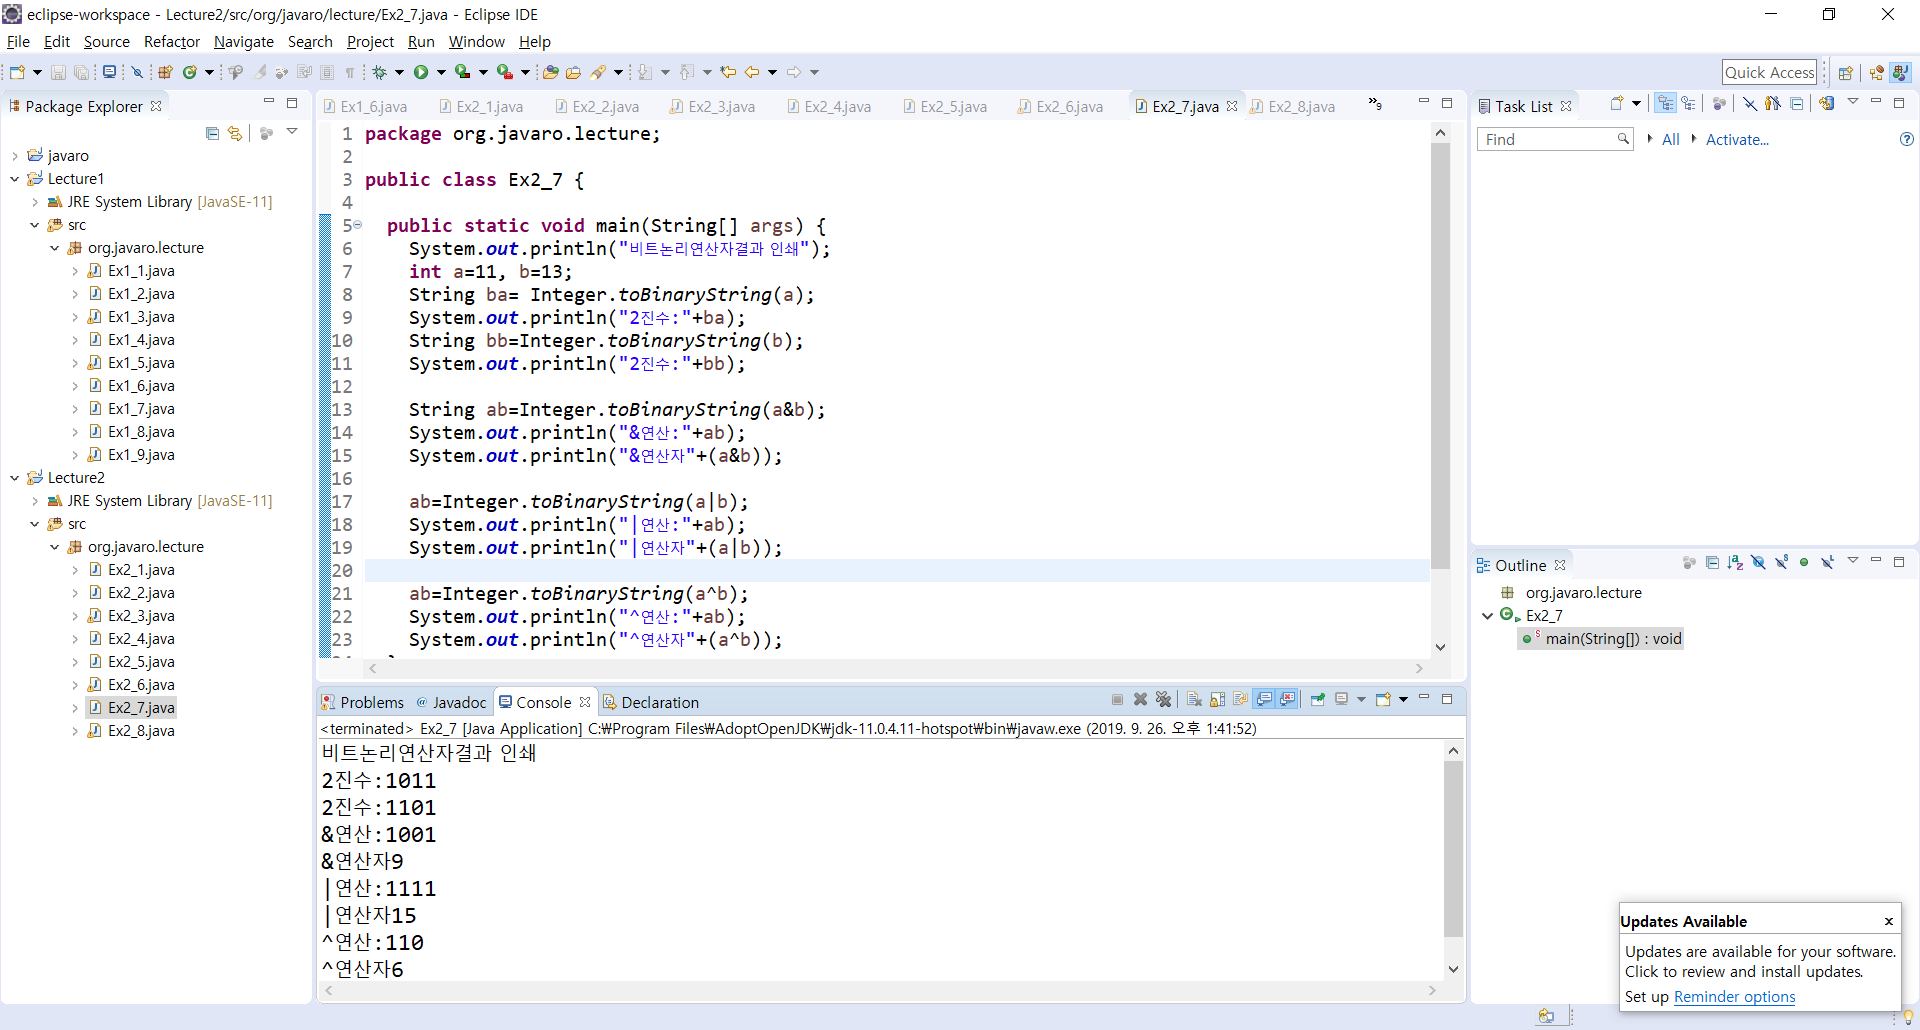 eclipse-workspace - Lecture2/src/org/javaro/lecture/Ex2_7.java - Eclipse IDE
File Edit Source Refactor Navigate Search Project Run Window Help
Quick Access
Package Explorer
javaro
Lecture1
JRE System Library [JavaSE-11]
src
org.javaro.lecture
Ex1_1.java
Ex1_2.java
Ex1_3.java
Ex1_4.java
Ex1_5.java
Ex1_6.java
Ex1_7.java
Ex1_8.java
Ex1_9.java
Lecture2
JRE System Library [JavaSE-11]
src
org.javaro.lecture
Ex2_1.java
Ex2_2.java
Ex2_3.java
Ex2_4.java
Ex2_5.java
Ex2_6.java
Ex2_7.java
Ex2_8.java
Ex1_6.java Ex2_1.java Ex2_2.java Ex2_3.java Ex2_4.java Ex2_5.java Ex2_6.java Ex2_7.java Ex2_8.java »9
1 package org.javaro.lecture;
2
3 public class Ex2_7 {
4
5 public static void main(String[] args) {
6 System.out.println("비트논리연산자결과 인쇄");
7 int a=11, b=13;
8 String ba= Integer.toBinaryString(a);
9 System.out.println("2진수:"+ba);
10 String bb=Integer.toBinaryString(b);
11 System.out.println("2진수:"+bb);
12
13 String ab=Integer.toBinaryString(a&b);
14 System.out.println("&연산:"+ab);
15 System.out.println("&연산자"+(a&b));
16
17 ab=Integer.toBinaryString(a|b);
18 System.out.println("|연산:"+ab);
19 System.out.println("|연산자"+(a|b));
20
21 ab=Integer.toBinaryString(a^b);
22 System.out.println("^연산:"+ab);
23 System.out.println("^연산자"+(a^b));
Problems @ Javadoc Console Declaration
<terminated> Ex2_7 [Java Application] C:₩Program Files₩AdoptOpenJDK₩jdk-11.0.4.11-hotspot₩bin₩javaw.exe (2019. 9. 26. 오후 1:41:52)
비트논리연산자결과 인쇄
2진수:1011
2진수:1101
&연산:1001
&연산자9
|연산:1111
|연산자15
^연산:110
^연산자6
Task List
Find All Activate...
Outline
org.javaro.lecture
Ex2_7
main(String[]) : void
Updates Available
Updates are available for your software.
Click to review and install updates.
Set up Reminder options